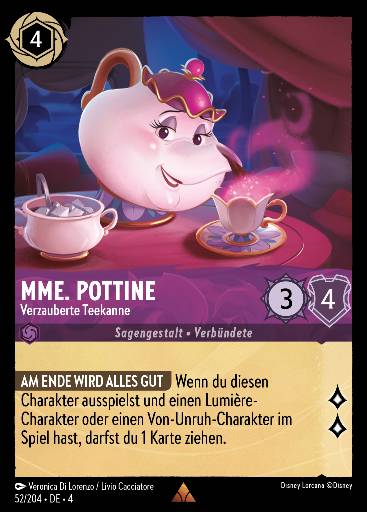 4
MME. POTTINE
Verzauberte Teekanne
3
4
Sagengestalt • Verbündete
AM ENDE WIRD ALLES GUT Wenn du diesen
Charakter ausspielst und einen Lumière-
Charakter oder einen Von-Unruh-Charakter im
Spiel hast, darfst du 1 Karte ziehen.
Veronica Di Lorenzo / Livio Cacciatore
Disney Lorcana ©Disney
52/204 • DE • 4